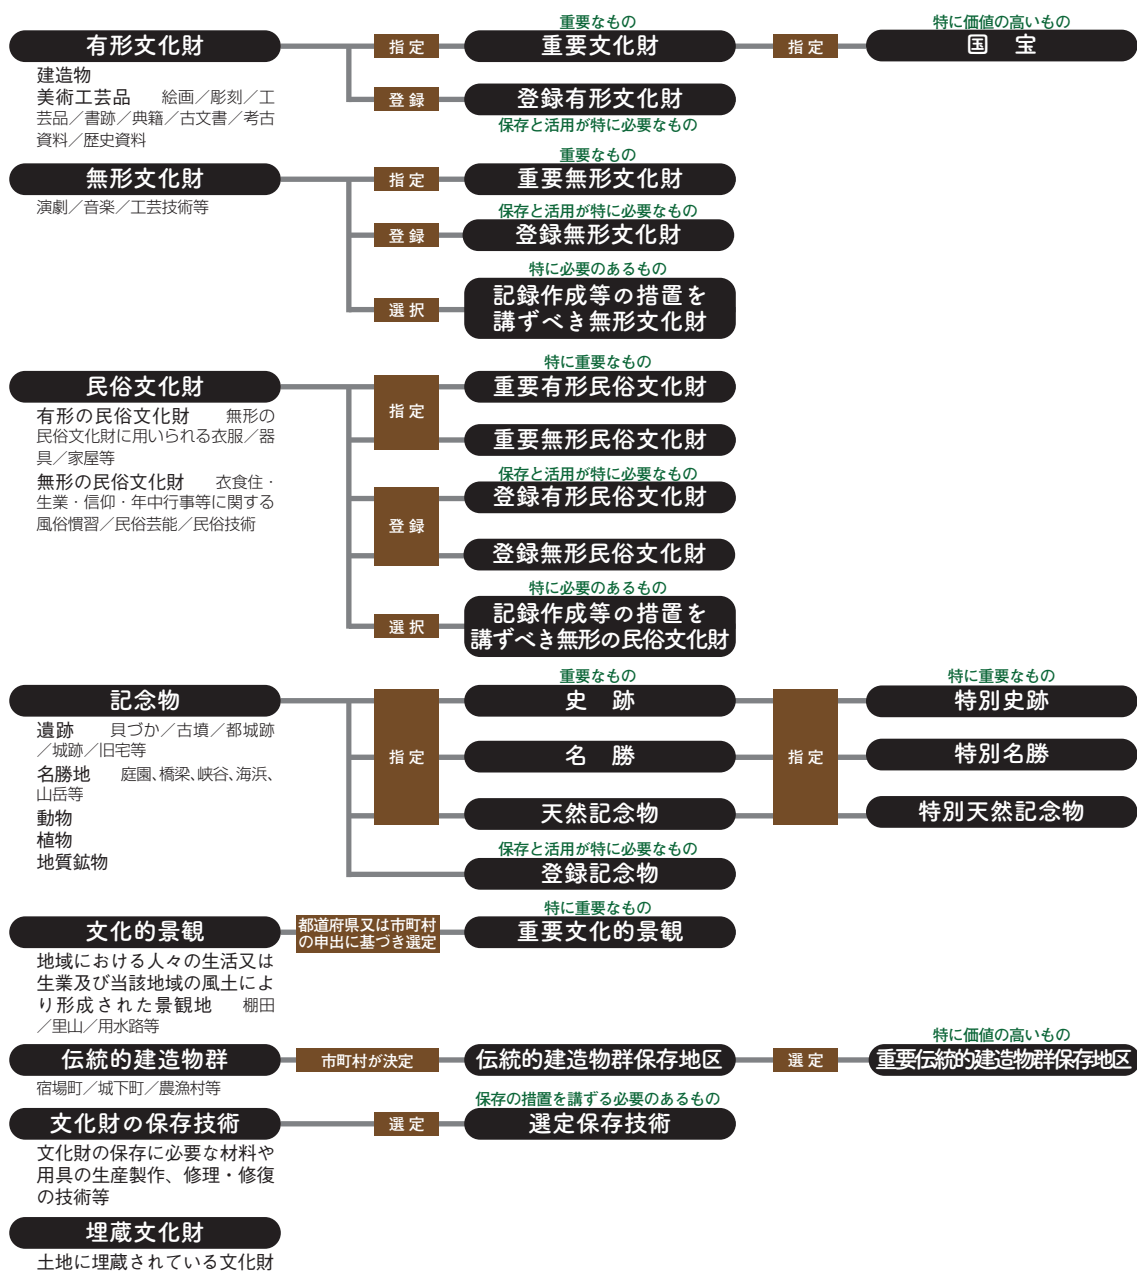 重要なもの
特に価値の高いもの
有形文化財
指定
重要文化財
指定
国　宝
建造物
美術工芸品　絵画／彫刻／工
芸品／書跡／典籍／古文書／考古
資料／歴史資料
登録
登録有形文化財
保存と活用が特に必要なもの
重要なもの
無形文化財
指定
重要無形文化財
演劇／音楽／工芸技術等
保存と活用が特に必要なもの
登録
登録無形文化財
特に必要のあるもの
選択
記録作成等の措置を
講ずべき無形文化財
特に重要なもの
民俗文化財
指定
重要有形民俗文化財
重要無形民俗文化財
有形の民俗文化財　無形の
民俗文化財に用いられる衣服／器
具／家屋等
無形の民俗文化財　衣食住・
生業・信仰・年中行事等に関する
風俗慣習／民俗芸能／民俗技術
保存と活用が特に必要なもの
登録
登録有形民俗文化財
登録無形民俗文化財
特に必要のあるもの
選択
記録作成等の措置を
講ずべき無形の民俗文化財
重要なもの
特に重要なもの
記念物
指定
史　跡
指定
特別史跡
遺跡　貝づか／古墳／都城跡
／城跡／旧宅等
名勝地　庭園、橋梁、峡谷、海浜、
山岳等
動物
植物
地質鉱物
名　勝
特別名勝
天然記念物
特別天然記念物
保存と活用が特に必要なもの
登録記念物
特に重要なもの
文化的景観
都道府県又は市町村
の申出に基づき選定
重要文化的景観
地域における人々の生活又は
生業及び当該地域の風土によ
り形成された景観地　棚田
／里山／用水路等
特に価値の高いもの
伝統的建造物群
市町村が決定
伝統的建造物群保存地区
選定
重要伝統的建造物群保存地区
宿場町／城下町／農漁村等
保存の措置を講ずる必要のあるもの
文化財の保存技術
選定
選定保存技術
文化財の保存に必要な材料や
用具の生産製作、修理・修復
の技術等
埋蔵文化財
土地に埋蔵されている文化財